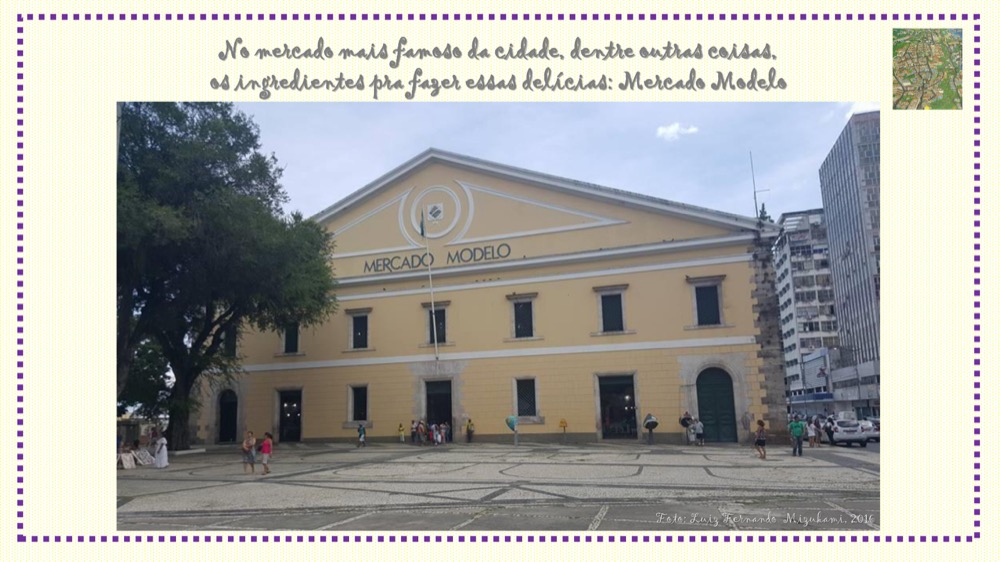 No mercado mais famoso da cidade, dentre outras coisas,
os ingredientes pra fazer essas delícias: Mercado Modelo
MERCADO MODELO
Foto: Luiz Fernando Mizukami, 2016